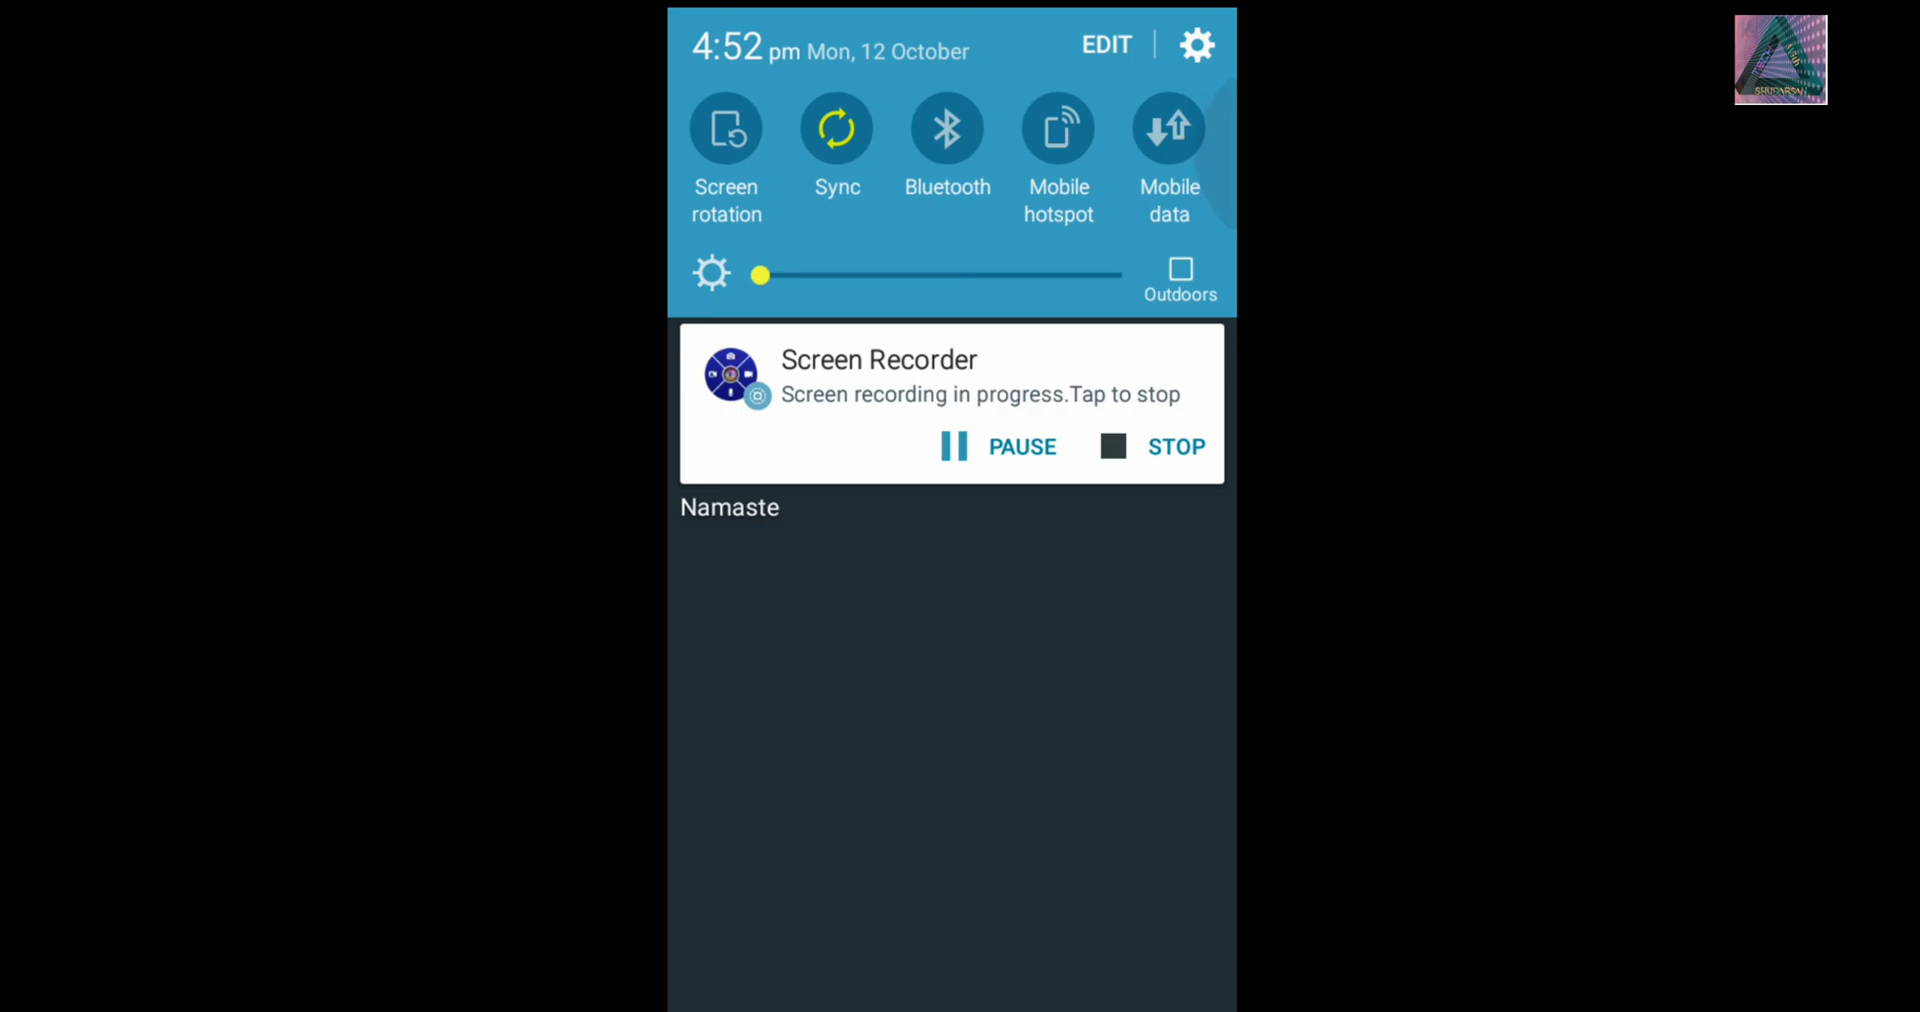 4:52 pm Mon, 12 October EDIT
Screen rotation
Sync
Bluetooth
Mobile hotspot
Mobile data
Outdoors
Screen Recorder
Screen recording in progress.Tap to stop
PAUSE STOP
Namaste
SHUDARSAN